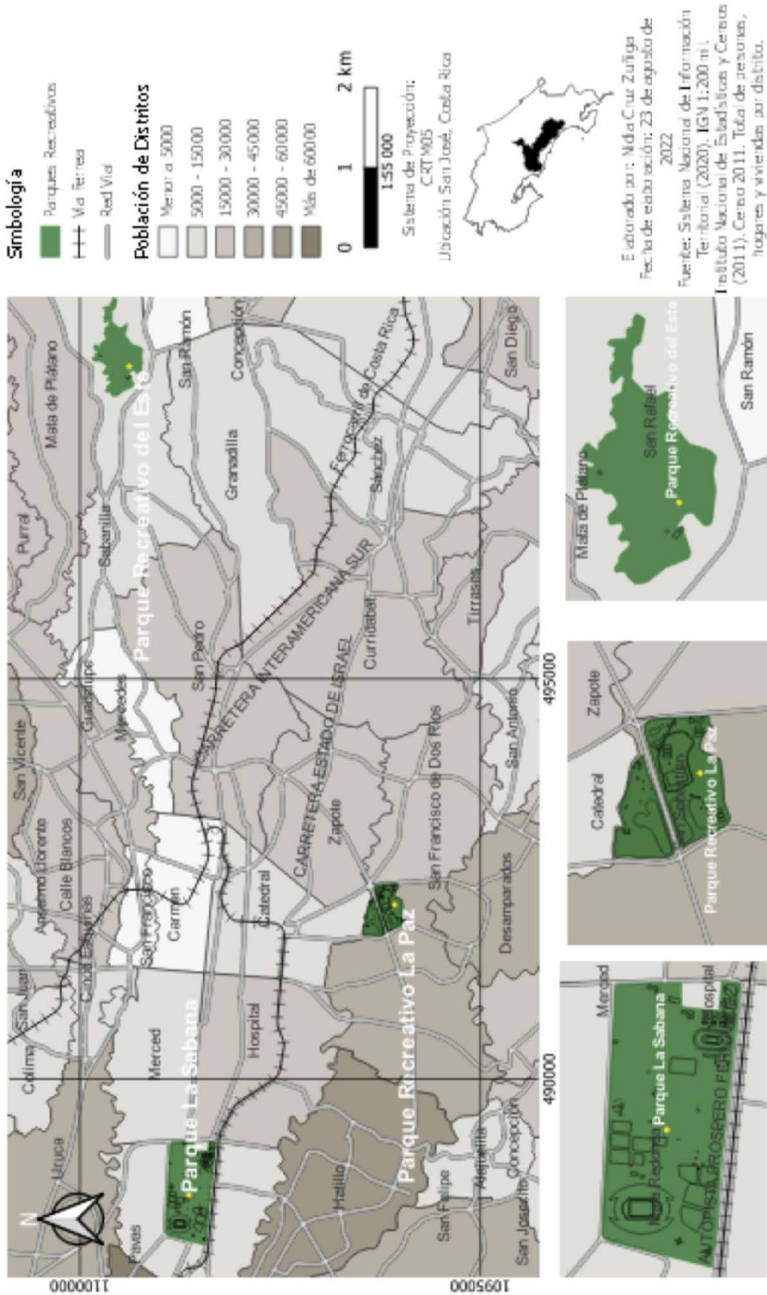 Simbología
Parques Recreativos
Vía Ferrea
Red Vial
Población de Distritos
Menor a 5000
5000 - 15000
15000 - 30000
30000 - 45000
45000 - 60000
Más de 60000
0 1 2 km
1:55 000
Sistema de Proyección:
CRTM05
Ubicación San José, Costa Rica
Elaborado por: Nidia Cruz Zuñiga
Fecha de elaboración: 23 de agosto de
2022
Fuente: Sistema Nacional de Información
Territorial (2020). IGN 1:200 mil.
Instituto Nacional de Estadísticas y Censos
(2011). Censo 2011. Total de personas,
hogares y viviendas por distrito.
N
1100000
1095000
490000
495000
Uruca
Colima
San Juan
Anselmo Llorente
San Vicente
Calle Blancos
Cinco Esquinas
Guadalupe
Purral
Mata de Plátano
Sabanilla
Mercedes
San Francisco
Carmen
Merced
Pavas
Parque La Sabana
Hospital
Catedral
San Pedro
Parque Recreativo del Este
San Ramón
Granadilla
Concepción
Ferrocarril de Costa Rica
Sánchez
CARRETERA INTERAMERICANA SUR
CARRETERA ESTADO DE ISRAEL
Zapote
Curridabat
San Francisco de Dos Rios
Parque Recreativo La Paz
Hatillo
San Felipe
Alajuelita
Concepción
San Josecito
Desamparados
San Antonio
Tirrases
San Diego
Merced
Mata Redonda
Parque La Sabana
Hospital
Catedral
Zapote
Parque Recreativo La Paz
Mata de Plátano
San Rafael
Parque Recreativo del Este
San Ramón